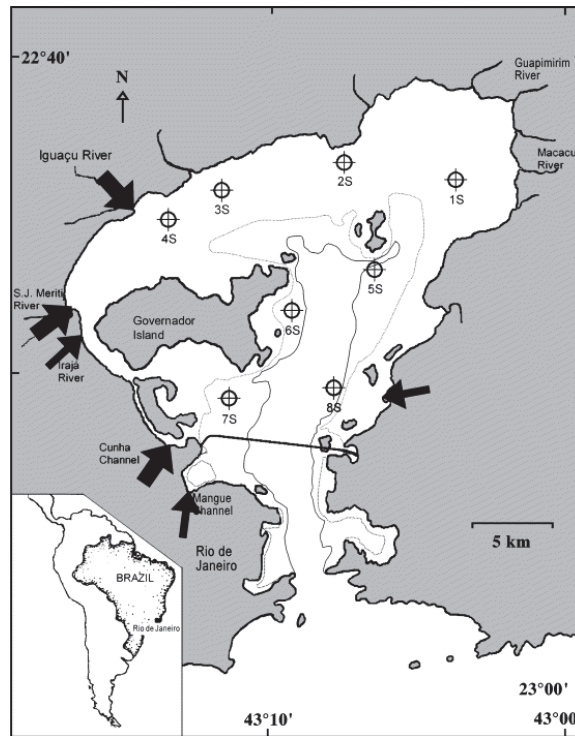 22°40'
N
Guapimirim
River
Iguaçu River
Macacu
River
2S
1S
3S
4S
5S
S.J. Meriti
River
Governador
Island
6S
Irajá
River
8S
7S
Cunha
Channel
Mangue
Channel
Rio de
Janeiro
5 km
BRAZIL
Rio de Janeiro
23°00'
43°10'
43°00'